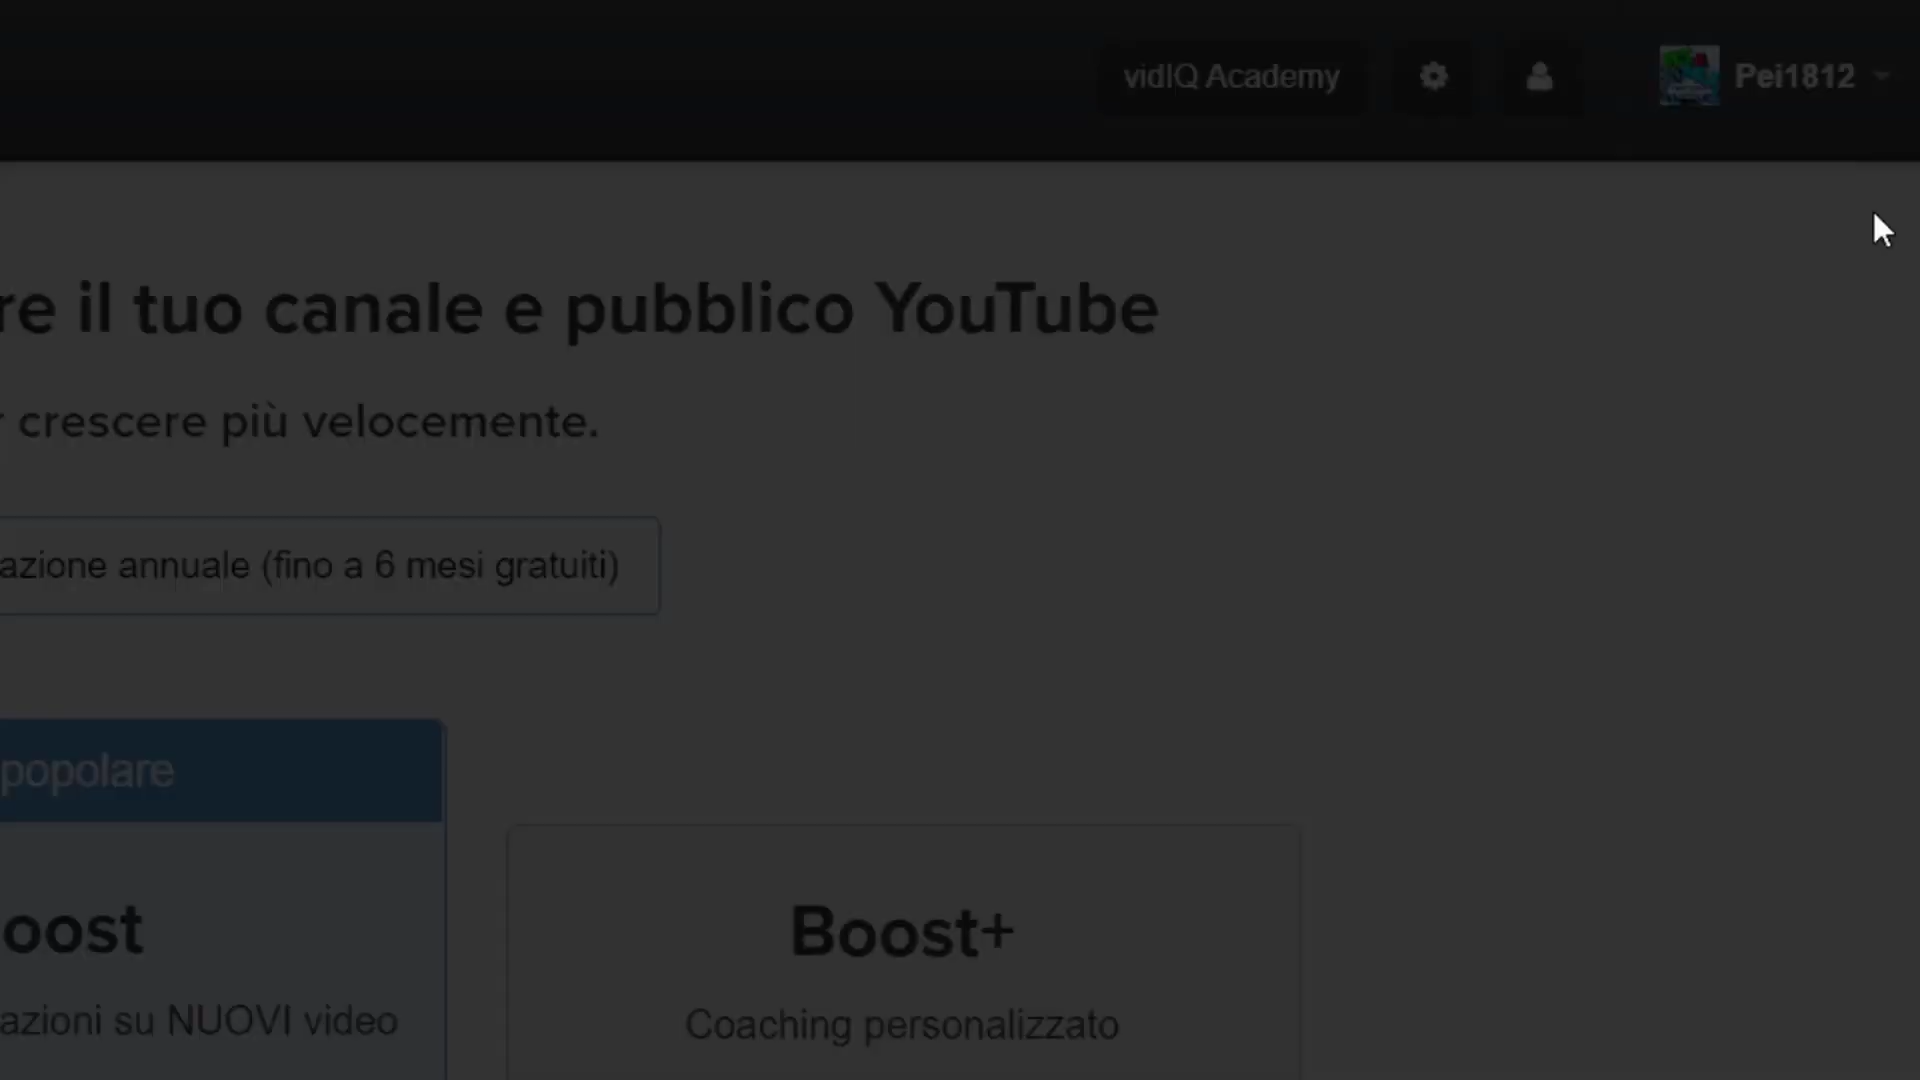 vidIQ Academy
Pei1812
re il tuo canale e pubblico YouTube
crescere più velocemente.
azione annuale (fino a 6 mesi gratuiti)
popolare
oost
Boost+
azioni su NUOVI video
Coaching personalizzato